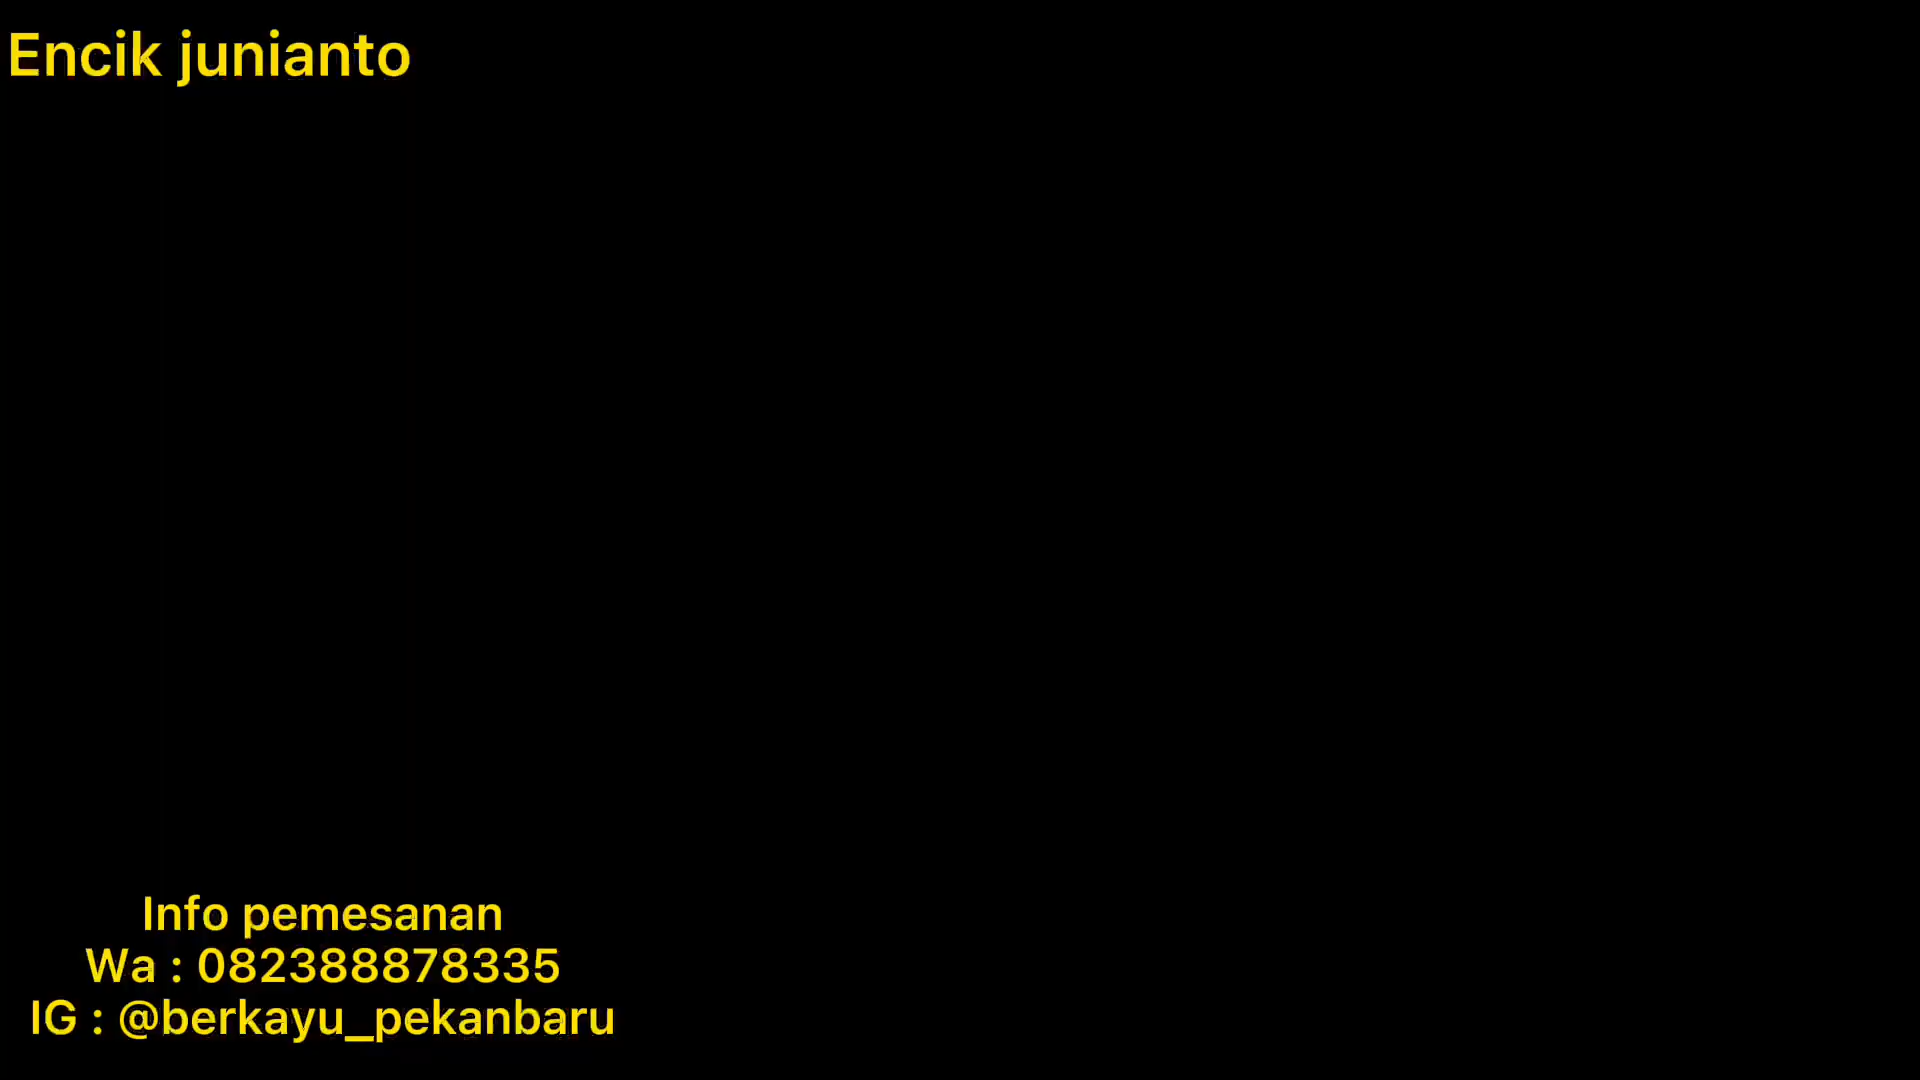 Encik junianto
Info pemesanan
Wa : 082388878335
IG : @berkayu_pekanbaru